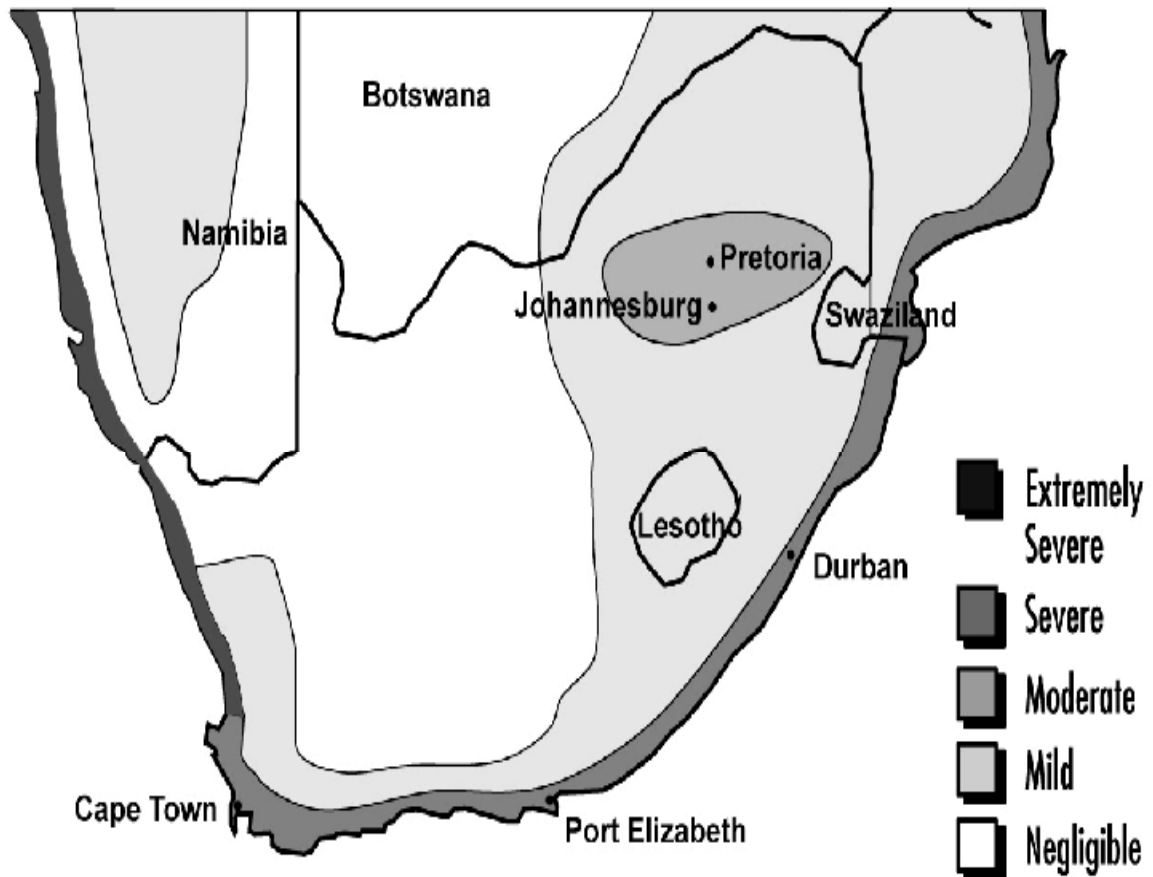 Botswana
Namibia
Pretoria
Johannesburg
Swaziland
Lesotho
Durban
Cape Town
Port Elizabeth
Extremely
Severe
Severe
Moderate
Mild
Negligible